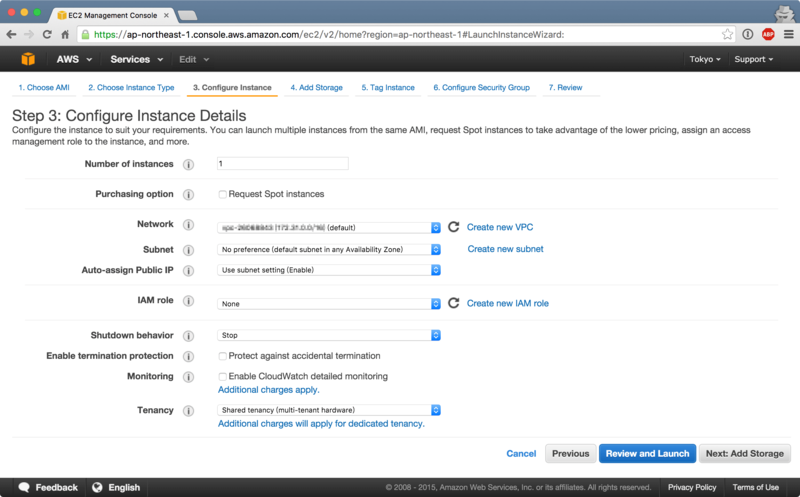 EC2 Management Console
https://ap-northeast-1.console.aws.amazon.com/ec2/v2/home?region=ap-northeast-1#LaunchInstanceWizard:
ABP
AWS Services Edit Tokyo Support
1. Choose AMI 2. Choose Instance Type 3. Configure Instance 4. Add Storage 5. Tag Instance 6. Configure Security Group 7. Review
Step 3: Configure Instance Details
Configure the instance to suit your requirements. You can launch multiple instances from the same AMI, request Spot instances to take advantage of the lower pricing, assign an access
management role to the instance, and more.
Number of instances 1
Purchasing option Request Spot instances
Network (default) Create new VPC
Subnet No preference (default subnet in any Availability Zone) Create new subnet
Auto-assign Public IP Use subnet setting (Enable)
IAM role None Create new IAM role
Shutdown behavior Stop
Enable termination protection Protect against accidental termination
Monitoring Enable CloudWatch detailed monitoring
Additional charges apply.
Tenancy Shared tenancy (multi-tenant hardware)
Additional charges will apply for dedicated tenancy.
Cancel Previous Review and Launch Next: Add Storage
Feedback English © 2008 - 2015, Amazon Web Services, Inc. or its affiliates. All rights reserved. Privacy Policy Terms of Use